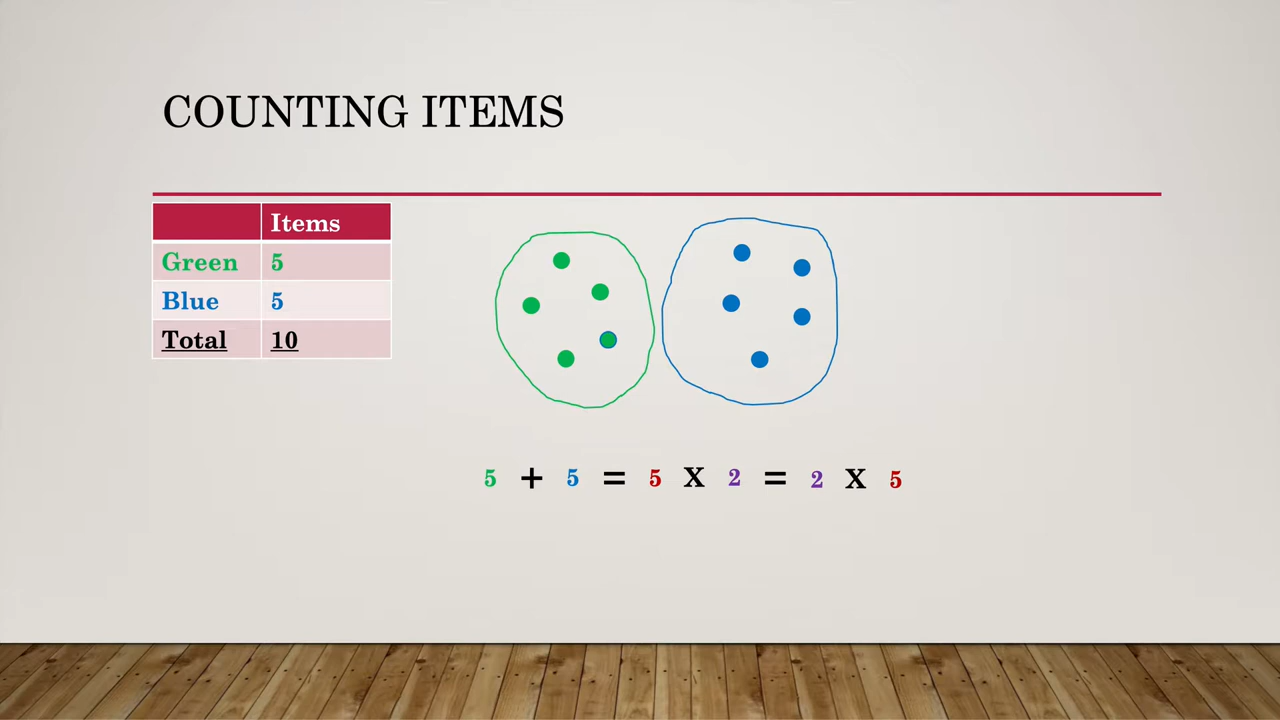 COUNTING ITEMS
Items
Green 5
Blue 5
Total 10
5 + 5 = 5 X 2 = 2 X 5